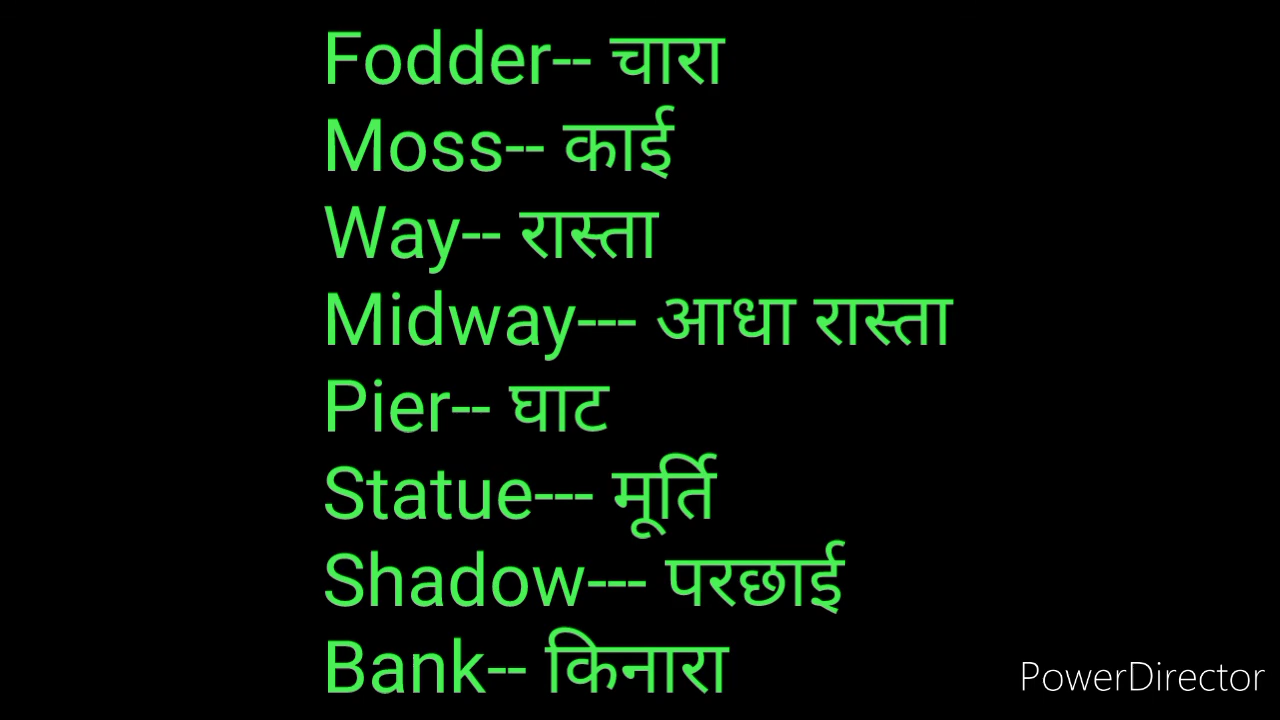 Fodder-- चारा
Moss-- काई
Way-- रास्ता
Midway--- आधा रास्ता
Pier-- घाट
Statue--- मूर्ति
Shadow--- परछाई
Bank-- किनारा
PowerDirector